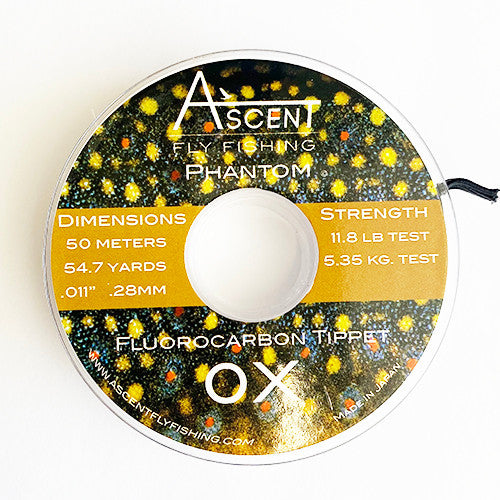 ASCENT
FLY FISHING
PHANTOM
DIMENSIONS
50 METERS
54.7 YARDS
.011" .28MM
STRENGTH
11.8 LB TEST
5.35 KG. TEST
FLUOROCARBON TIPPET
0X
WWW.ASCENTFLYFISHING.COM
MADE IN JAPAN